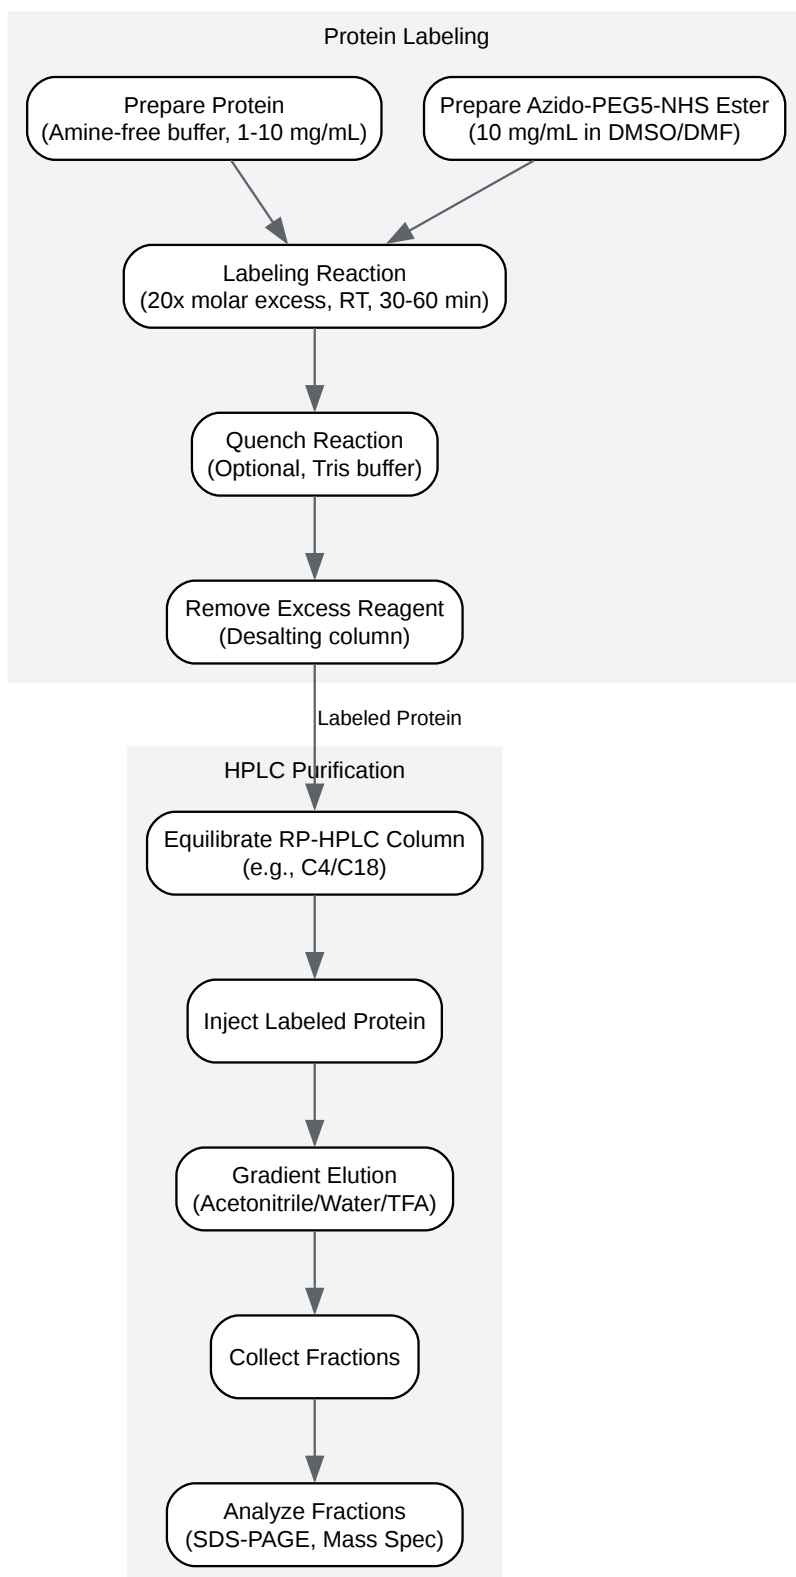 Protein Labeling
Prepare Protein
(Amine-free buffer, 1-10 mg/mL)
Prepare Azido-PEG5-NHS Ester
(10 mg/mL in DMSO/DMF)
Labeling Reaction
(20x molar excess, RT, 30-60 min)
Quench Reaction
(Optional, Tris buffer)
Remove Excess Reagent
(Desalting column)
Labeled Protein
HPLC Purification
Equilibrate RP-HPLC Column
(e.g., C4/C18)
Inject Labeled Protein
Gradient Elution
(Acetonitrile/Water/TFA)
Collect Fractions
Analyze Fractions
(SDS-PAGE, Mass Spec)